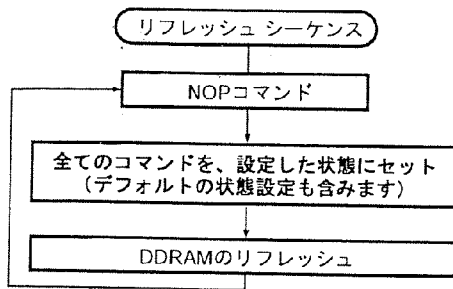 リフレッシュ シーケンス
NOPコマンド
全てのコマンドを、設定した状態にセット
（デフォルトの状態設定も含みます）
DDRAMのリフレッシュ